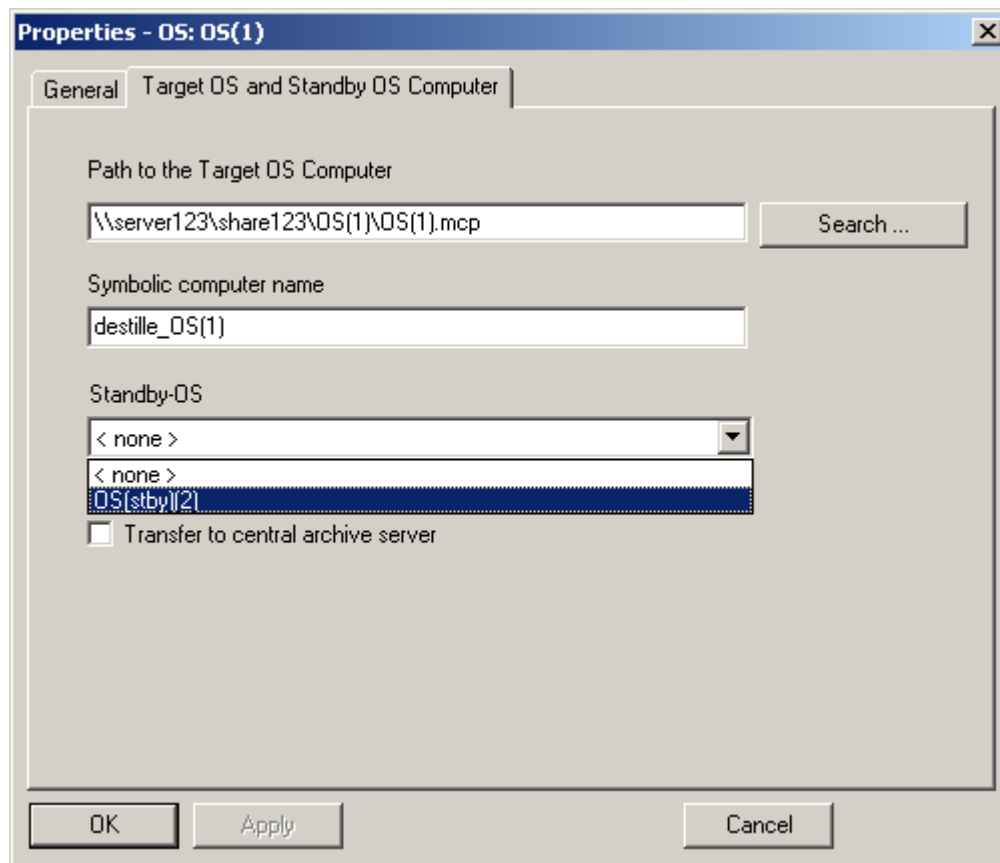 Properties - OS: OS(1)
General
Target OS and Standby OS Computer
Path to the Target OS Computer
\\server123\share123\OS(1)\OS(1).mcp
Search ...
Symbolic computer name
destille_OS(1)
Standby-OS
< none >
< none >
OS(stby)(2)
Transfer to central archive server
OK
Apply
Cancel